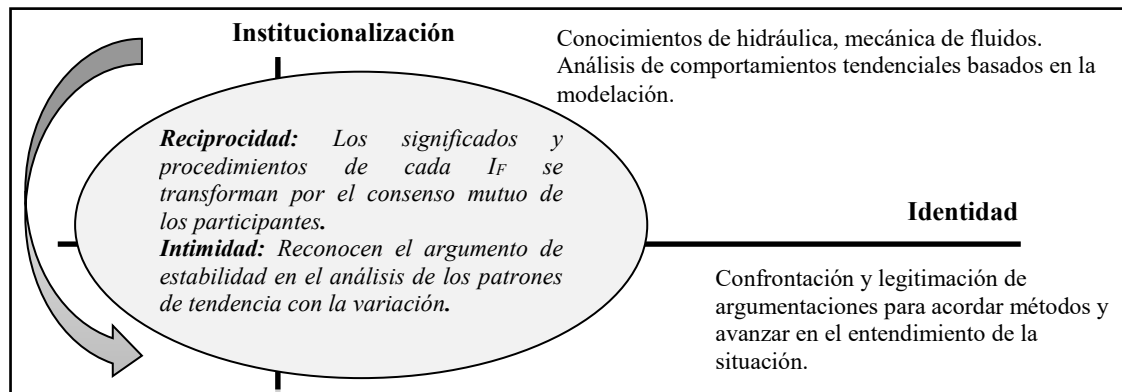 Institucionalización
Conocimientos de hidráulica, mecánica de fluidos.
Análisis de comportamientos tendenciales basados en la
modelación.
Reciprocidad: Los significados y
procedimientos de cada IF se
transforman por el consenso mutuo de
los participantes.
Intimidad: Reconocen el argumento de
estabilidad en el análisis de los patrones
de tendencia con la variación.
Identidad
Confrontación y legitimación de
argumentaciones para acordar métodos y
avanzar en el entendimiento de la
situación.